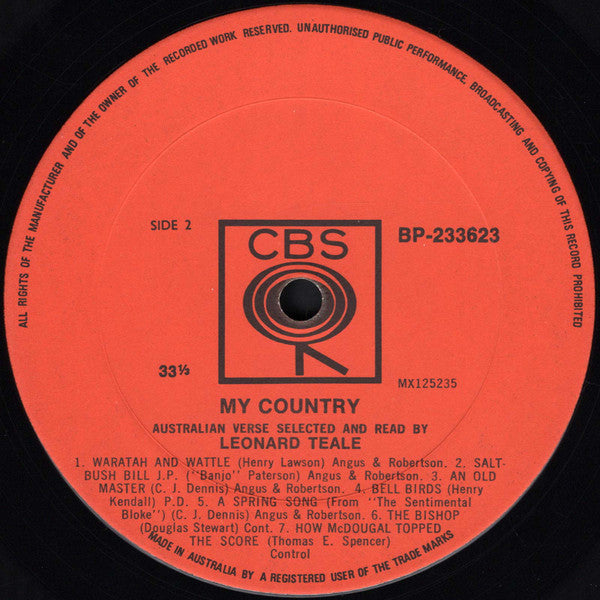 ALL RIGHTS OF THE MANUFACTURER AND OF THE OWNER OF THE RECORDED WORK RESERVED. UNAUTHORISED PUBLIC PERFORMANCE, BROADCASTING AND COPYING OF THIS RECORD PROHIBITED
SIDE 2
CBS
BP-233623
33⅓
MX125235
MY COUNTRY
AUSTRALIAN VERSE SELECTED AND READ BY
LEONARD TEALE
1. WARATAH AND WATTLE (Henry Lawson) Angus & Robertson. 2. SALT-
BUSH BILL J.P. (''Banjo'' Paterson) Angus & Robertson. 3. AN OLD
MASTER (C. J. Dennis) Angus & Robertson. 4. BELL BIRDS (Henry
Kendall) P.D. 5. A SPRING SONG (From ''The Sentimental
Bloke'') (C. J. Dennis) Angus & Robertson. 6. THE BISHOP
(Douglas Stewart) Cont. 7. HOW McDOUGAL TOPPED
THE SCORE (Thomas E. Spencer)
Control
MADE IN AUSTRALIA BY A REGISTERED USER OF THE TRADE MARKS